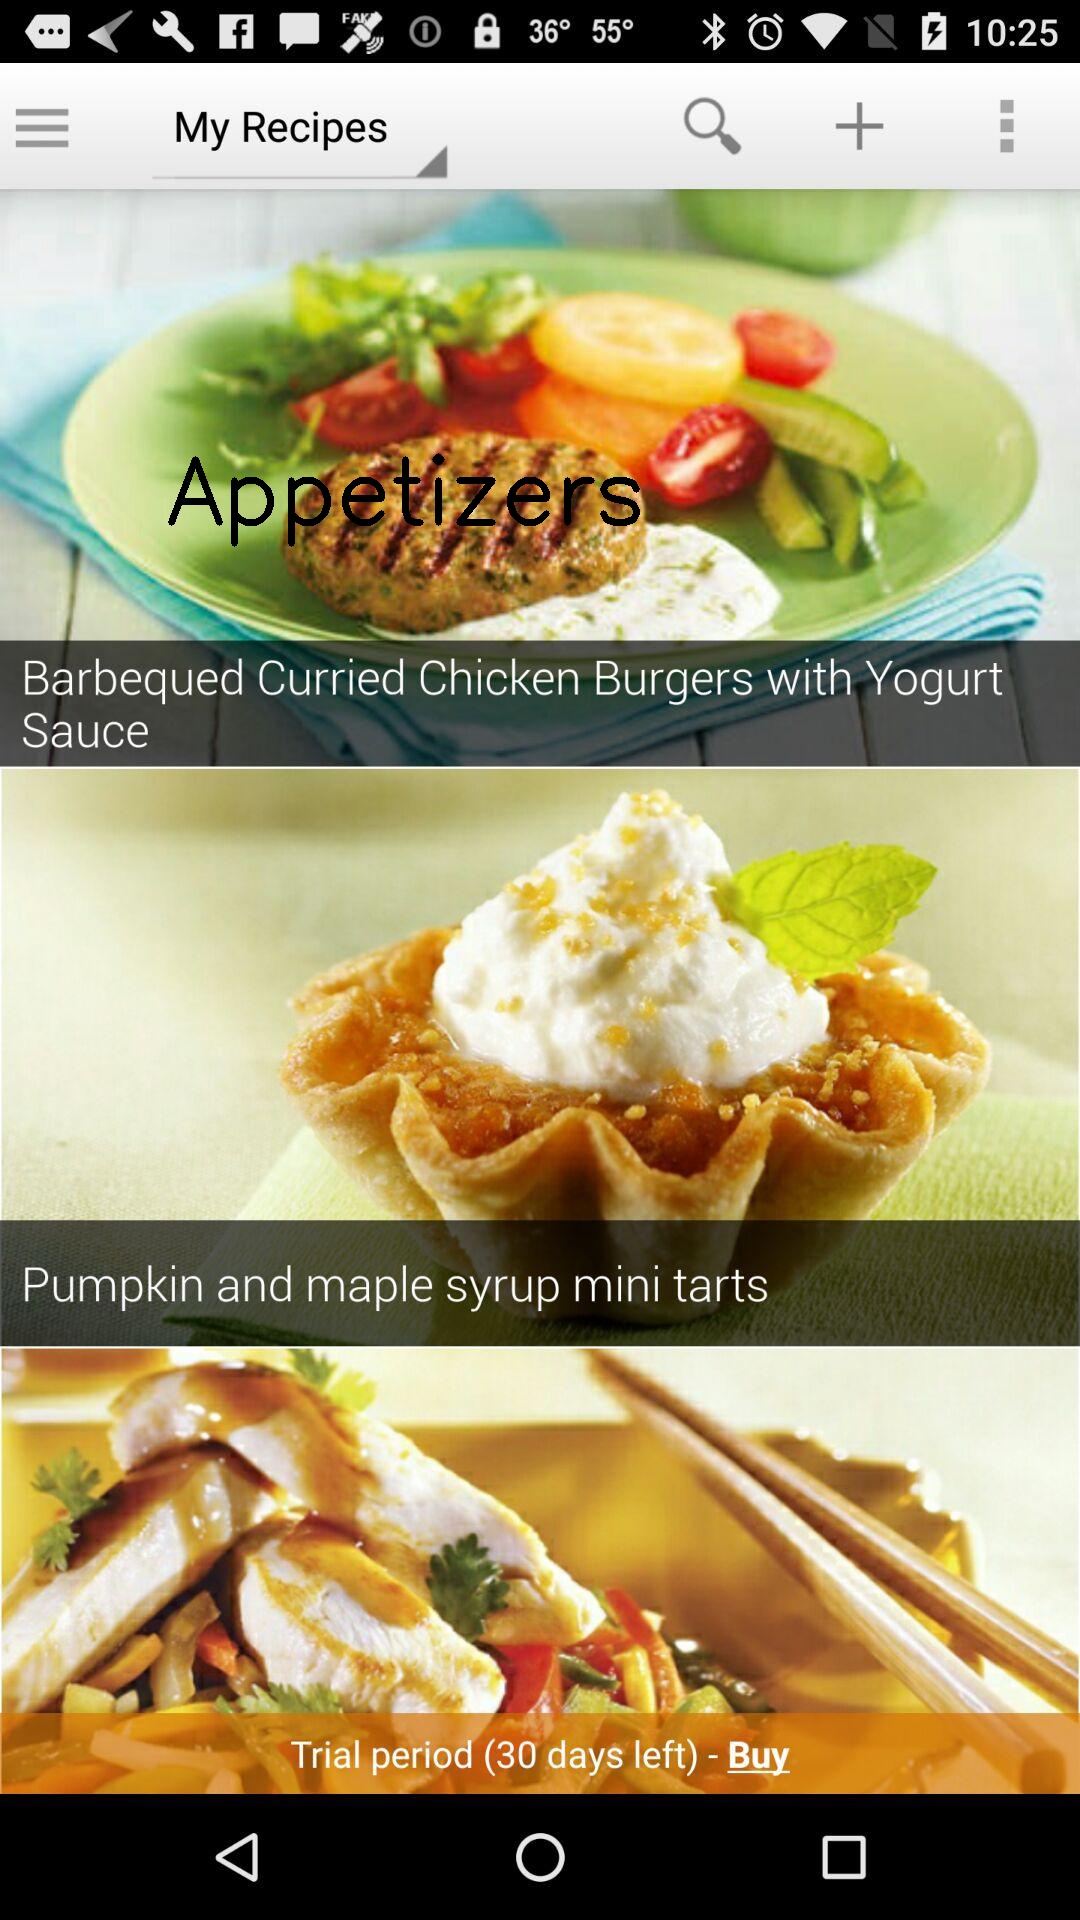 FAKE 36° 55° 10:25
My Recipes
Appetizers
Barbequed Curried Chicken Burgers with Yogurt
Sauce
Pumpkin and maple syrup mini tarts
Trial period (30 days left) - Buy